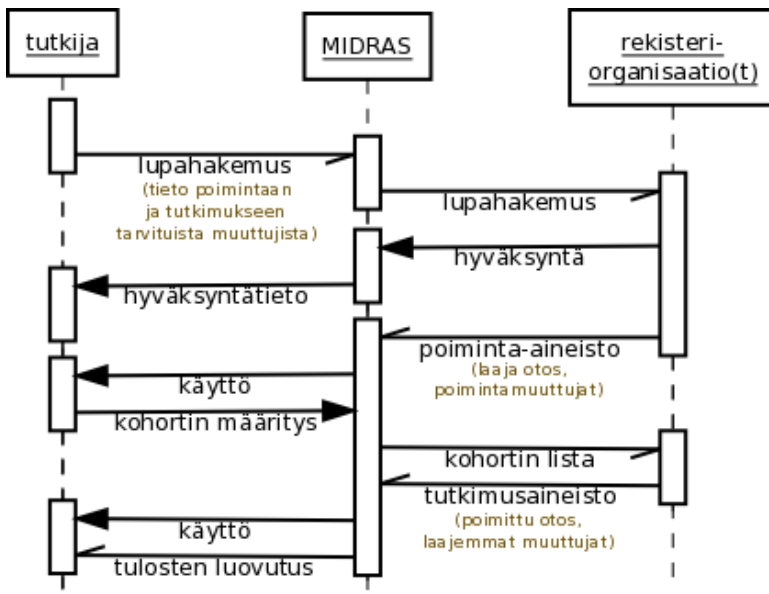 tutkija
MIDRAS
rekisteri-
organisaatio(t)
lupahakemus
(tieto poimintaan
ja tutkimukseen
tarvituista muuttujista)
lupahakemus
hyväksyntä
hyväksyntätieto
poiminta-aineisto
(laaja otos,
poimintamuuttujat)
käyttö
kohortin määritys
kohortin lista
tutkimusaineisto
(poimittu otos,
laajemmat muuttujat)
käyttö
tulosten luovutus